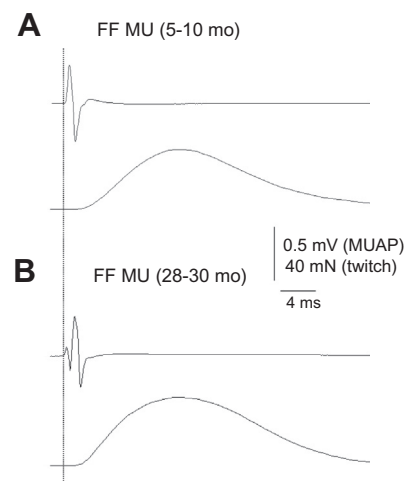 A
FF MU (5-10 mo)
0.5 mV (MUAP)
40 mN (twitch)
4 ms
B
FF MU (28-30 mo)